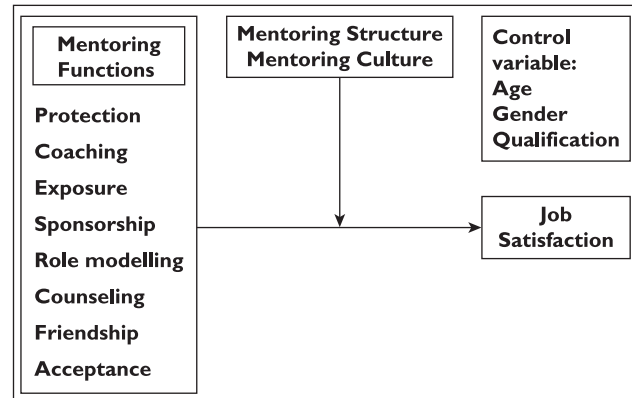 Mentoring
Functions
Protection
Coaching
Exposure
Sponsorship
Role modelling
Counseling
Friendship
Acceptance
Mentoring Structure
Mentoring Culture
Control
variable:
Age
Gender
Qualification
Job
Satisfaction